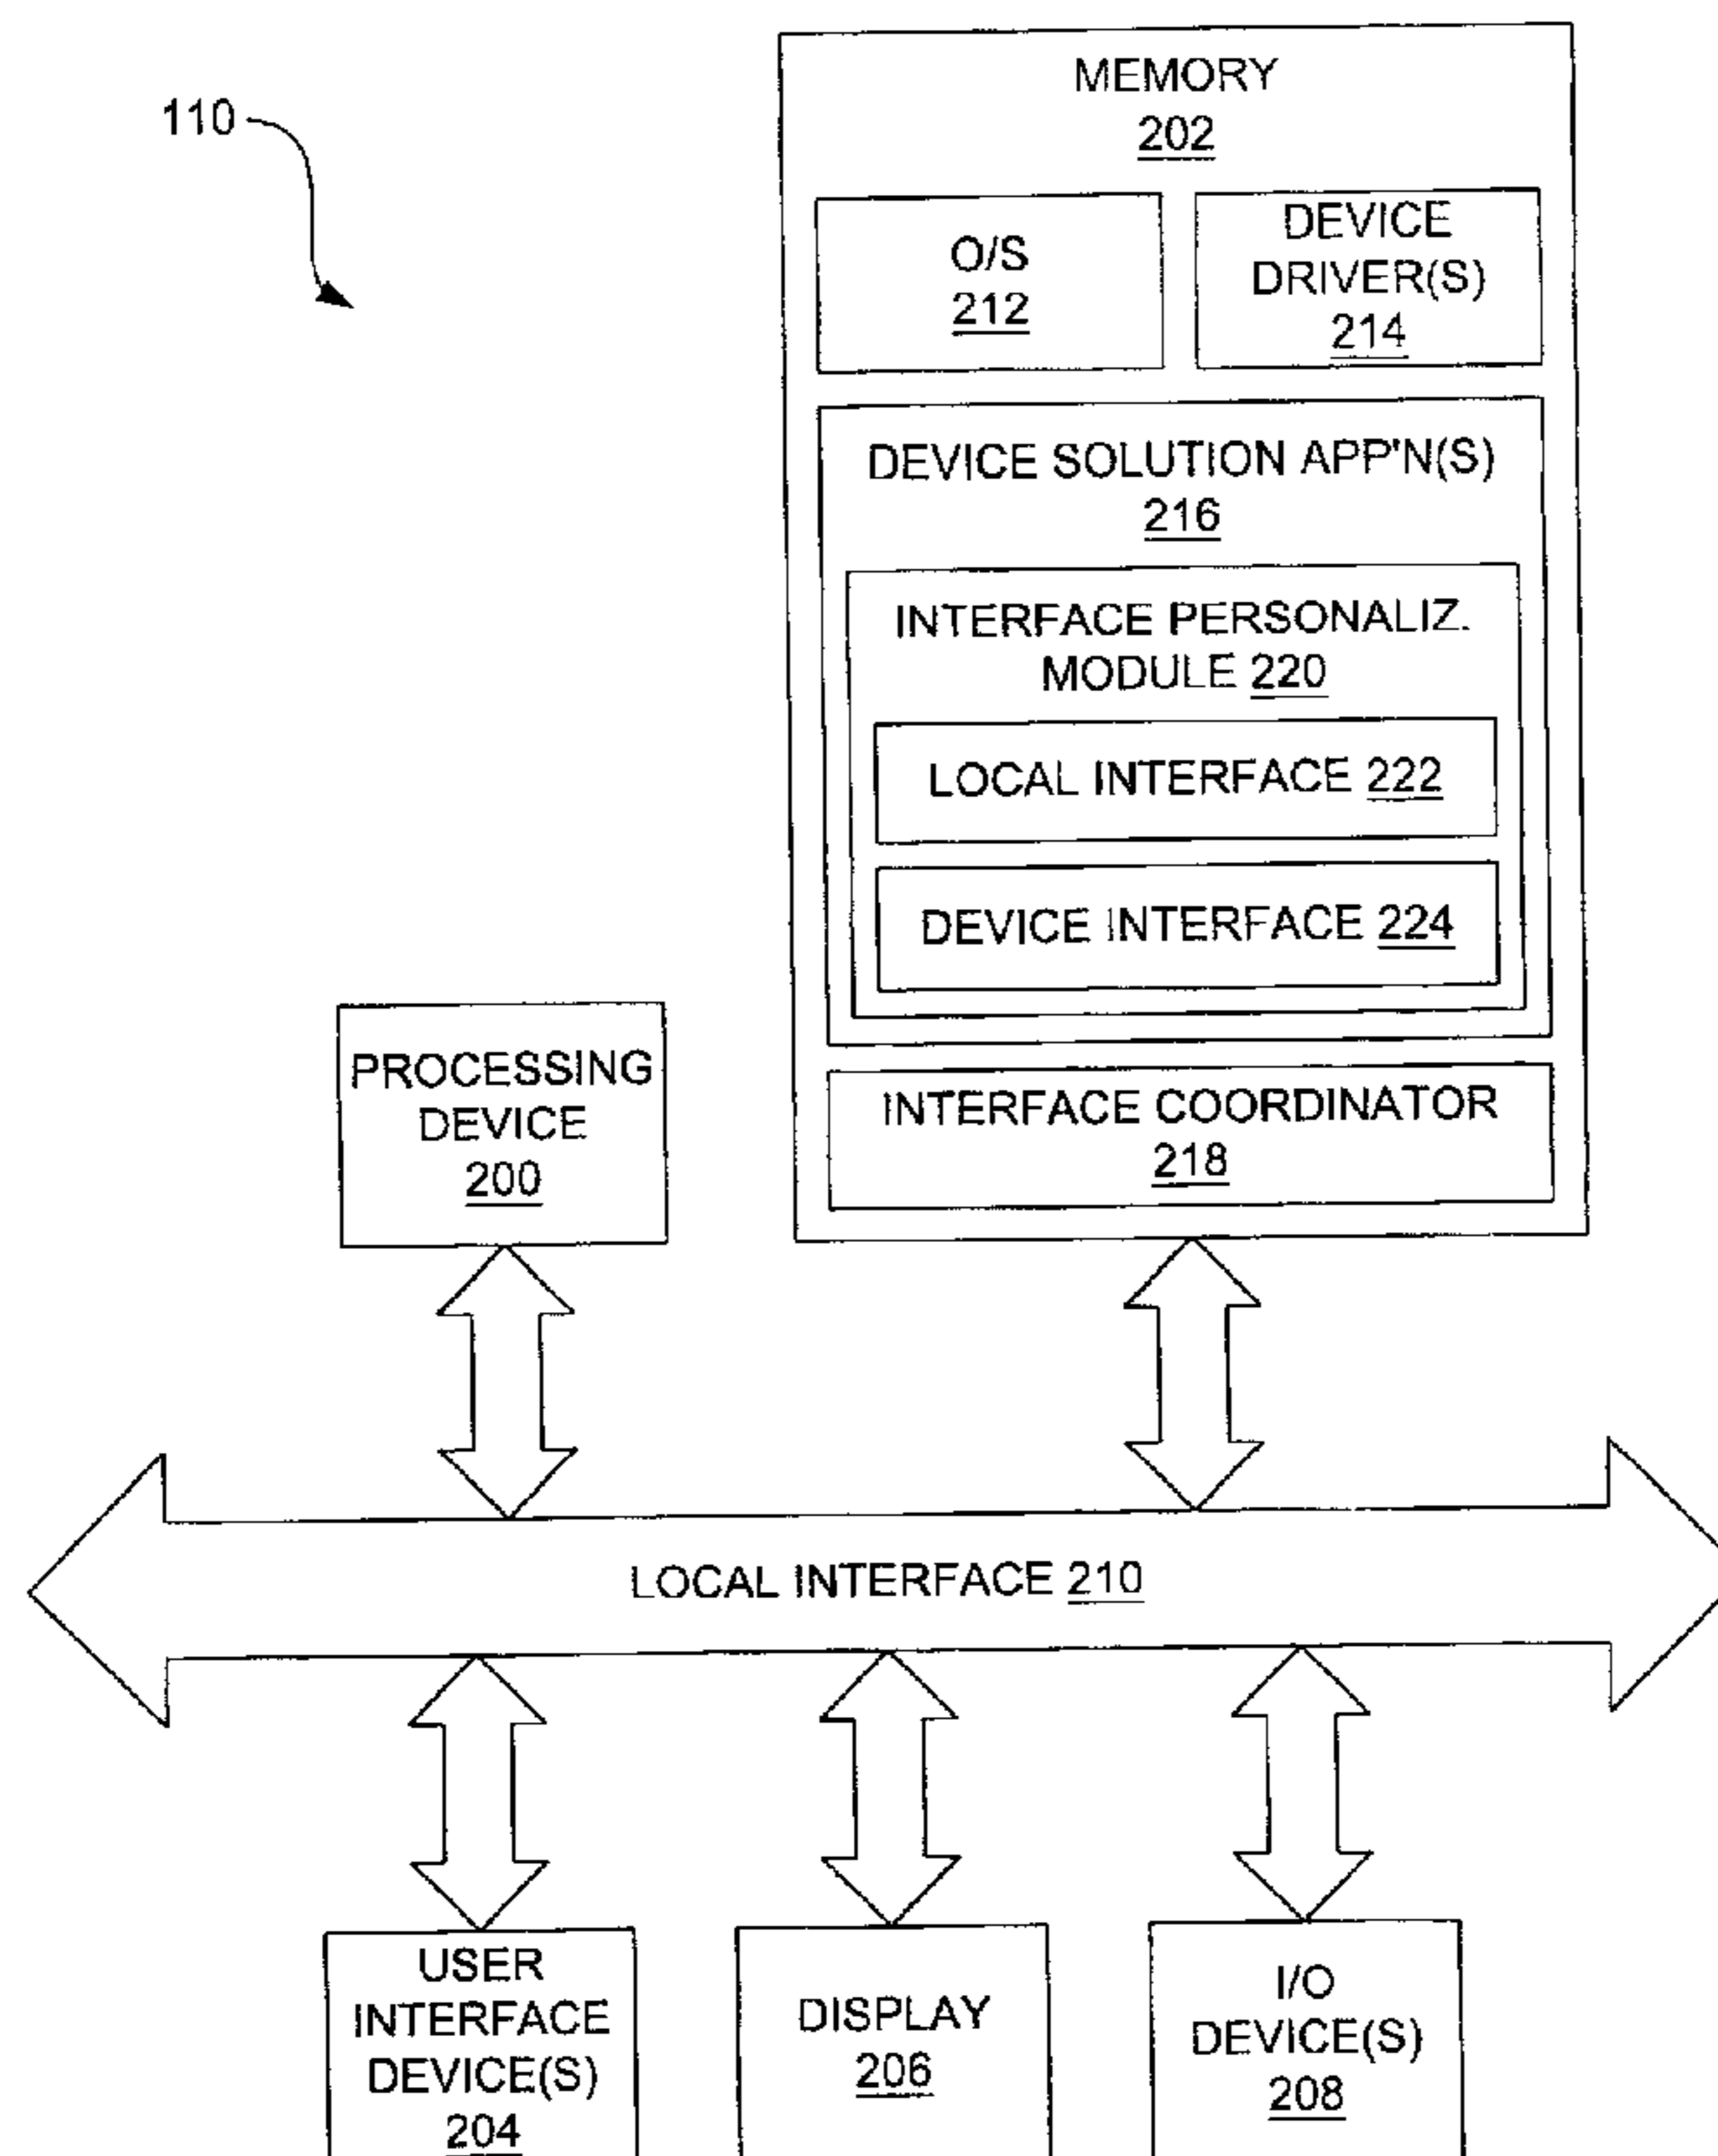 110
MEMORY
202
O/S
212
DEVICE
DRIVER(S)
214
DEVICE SOLUTION APP'N(S)
216
INTERFACE PERSONALIZ.
MODULE 220
LOCAL INTERFACE 222
DEVICE INTERFACE 224
INTERFACE COORDINATOR
218
PROCESSING
DEVICE
200
LOCAL INTERFACE 210
USER
INTERFACE
DEVICE(S)
204
DISPLAY
206
I/O
DEVICE(S)
208